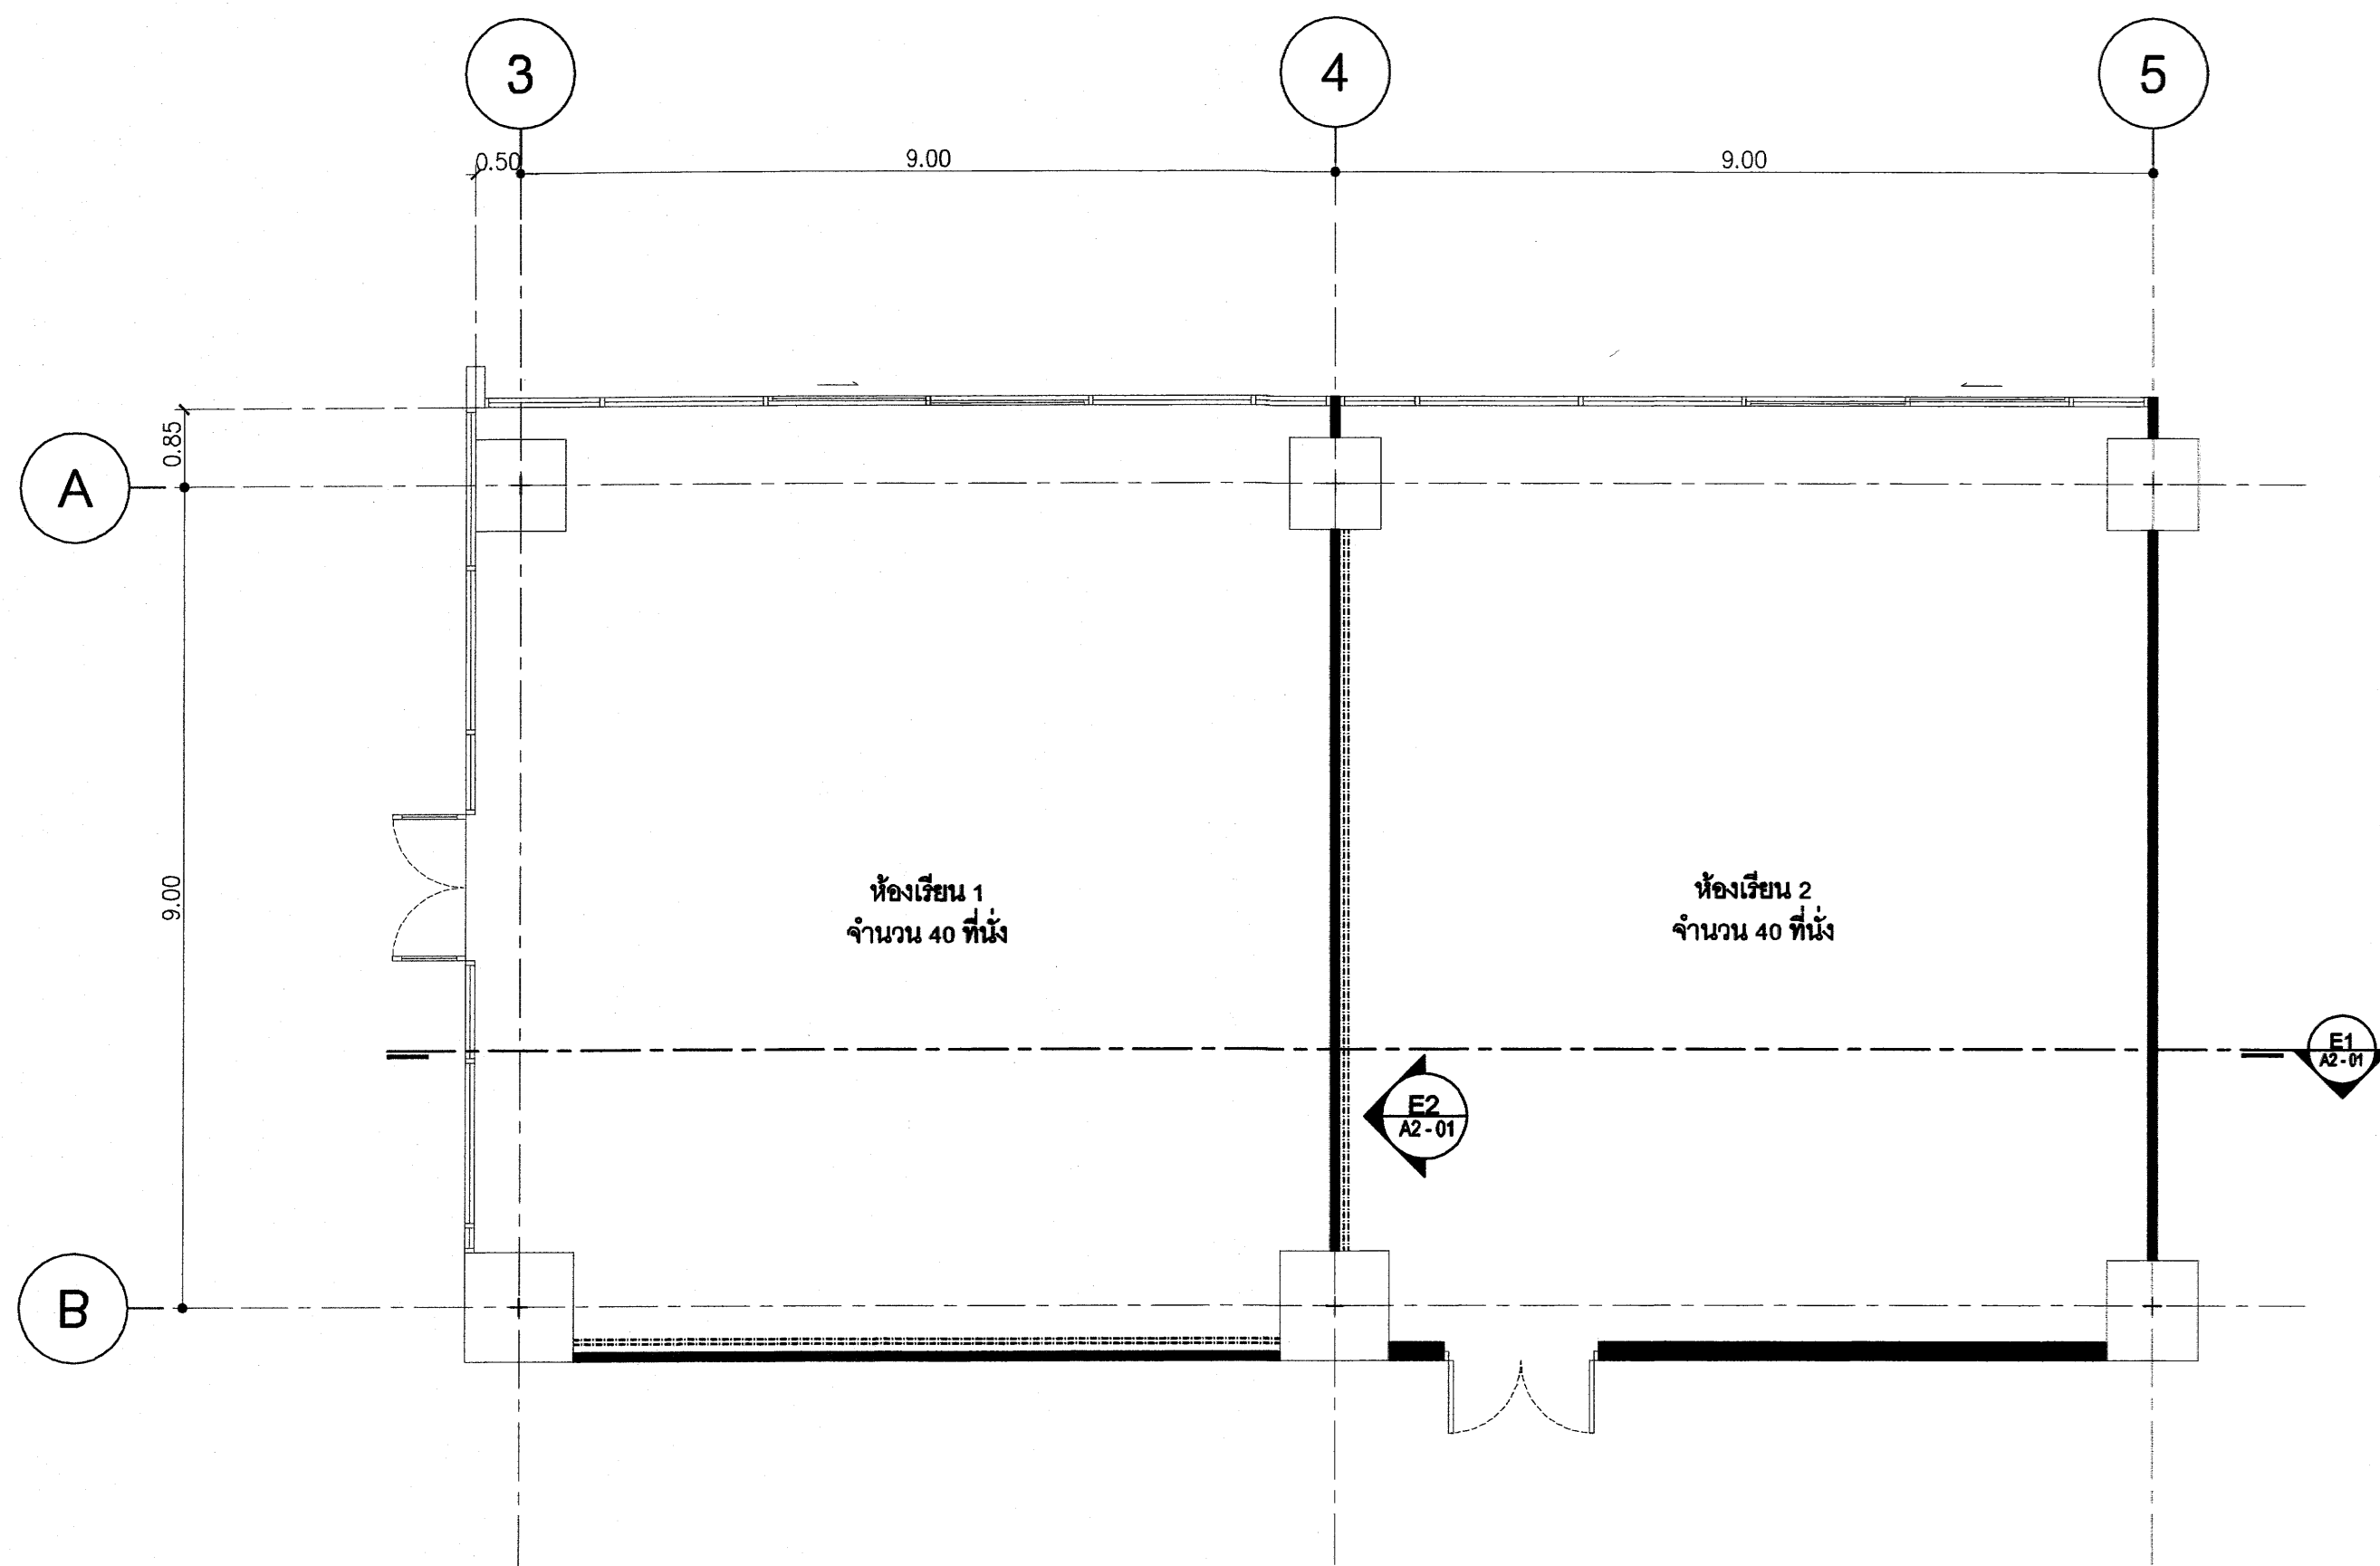 3
4
5
0.50
9.00
9.00
A
0.85
9.00
ห้องเรียน 1
จำนวน 40 ที่นั่ง
ห้องเรียน 2
จำนวน 40 ที่นั่ง
E1
A2 - 01
E2
A2 - 01
B